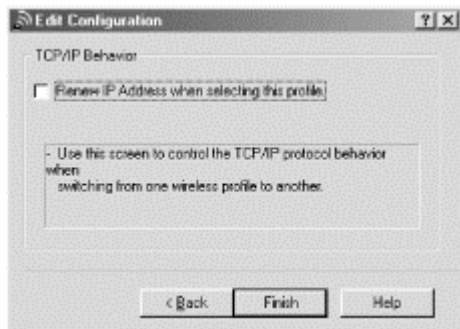 Edit Configuration
? X
TCP/IP Behavior
Renew IP Address when selecting this profile.
- Use this screen to control the TCP/IP protocol behavior
when
switching from one wireless profile to another.
< Back
Finish
Help